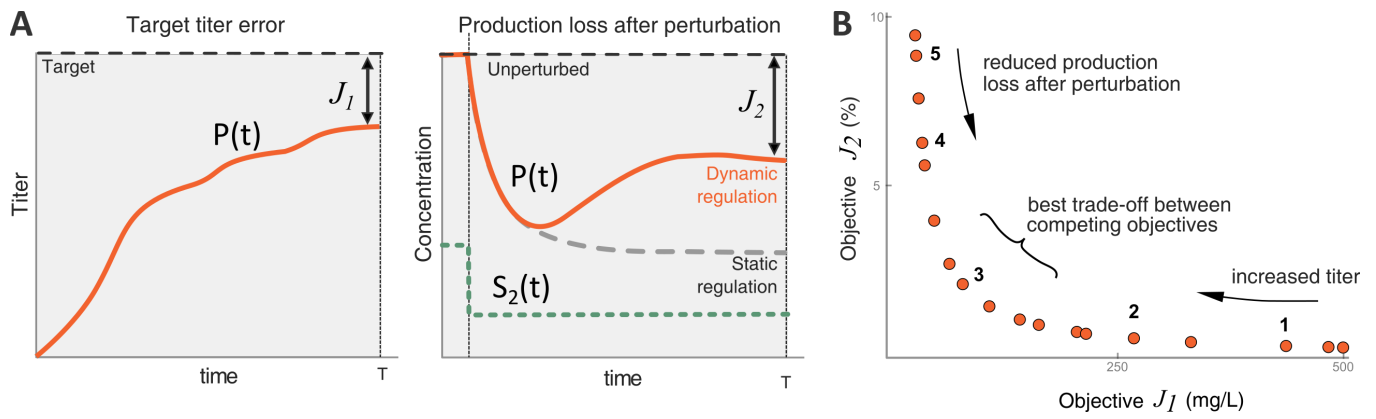 A
Target titer error
Target
J1
P(t)
Titer
time
T
Production loss after perturbation
Unperturbed
J2
P(t)
Dynamic
regulation
Static
regulation
S2(t)
Concentration
time
T
B
10
5
Objective J2 (%)
5
reduced production
loss after perturbation
4
best trade-off between
competing objectives
3
increased titer
2
1
250
500
Objective J1 (mg/L)